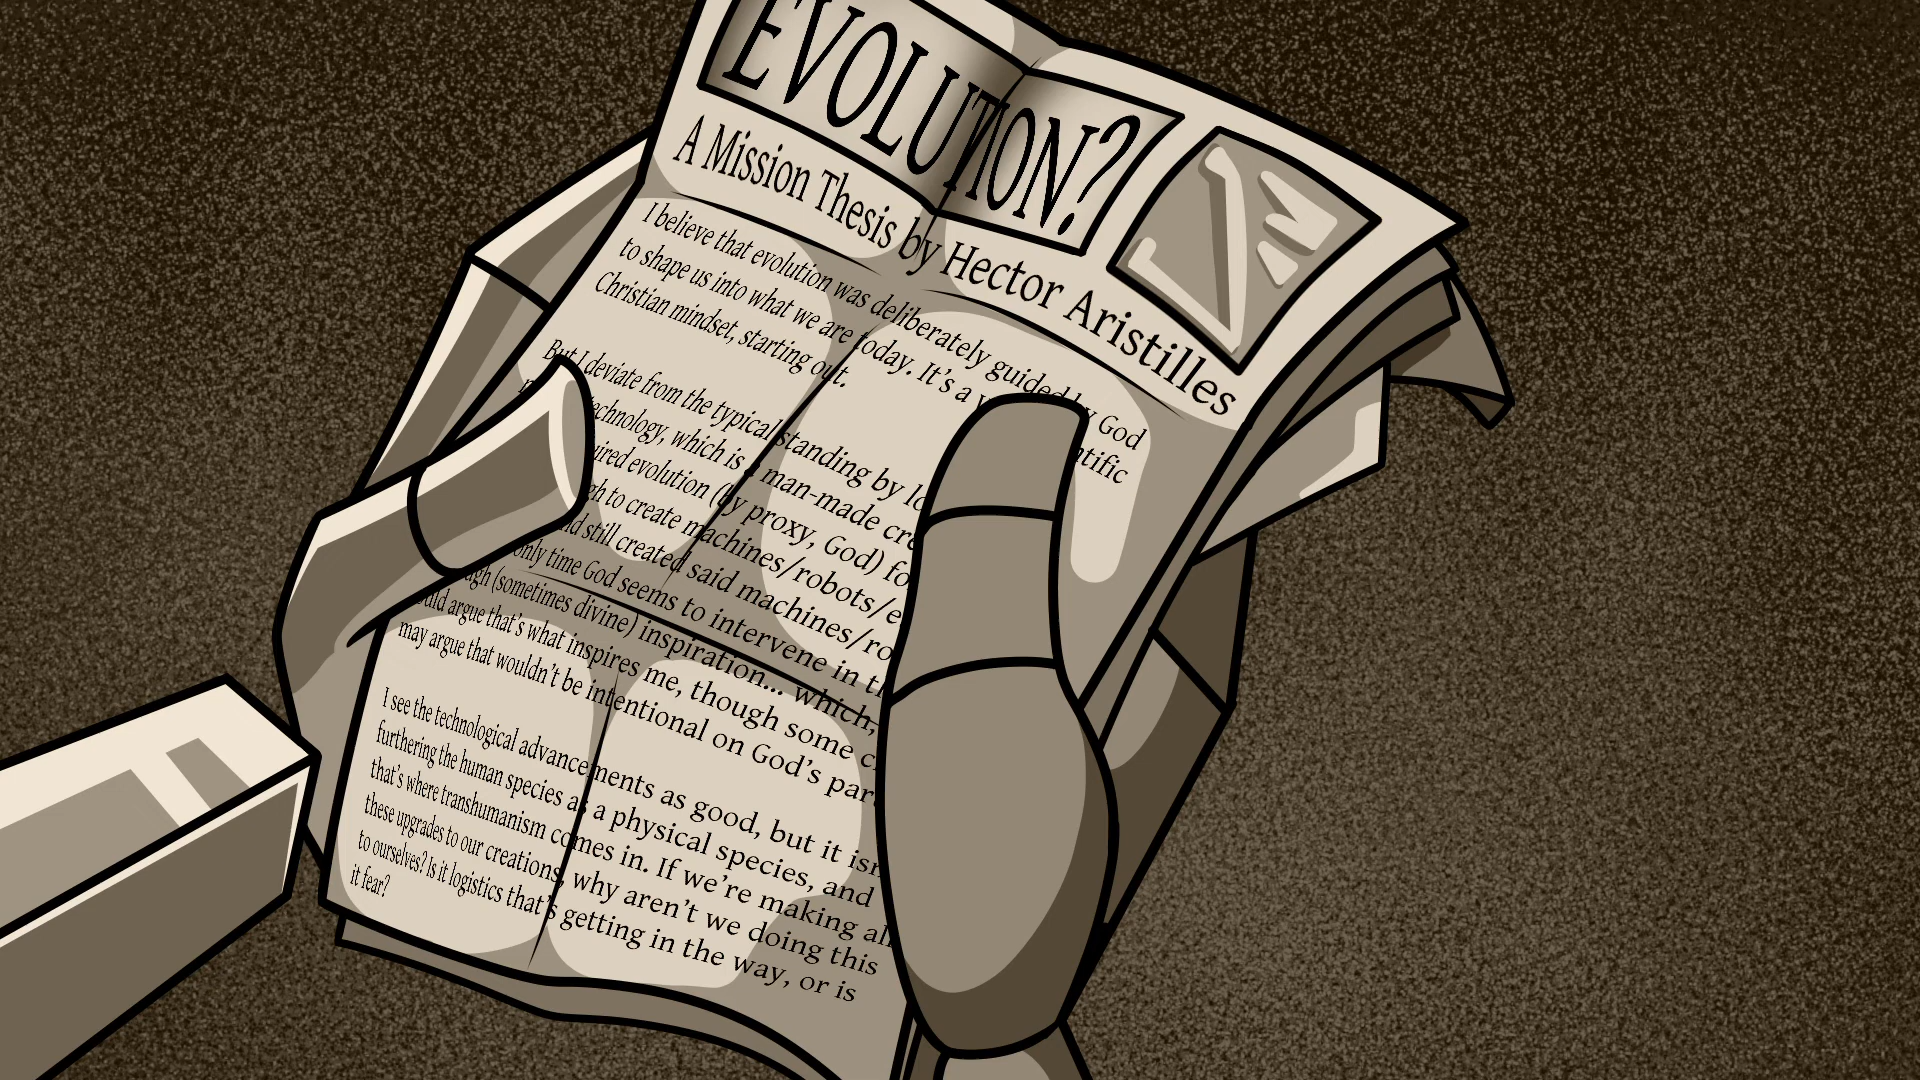 EVOLUTION?
A Mission Thesis by Hector Aristilles
I believe that evolution was deliberately guided by God
to shape us into what we are today. It's a
Christian mindset, starting out.
But I deviate from the typical standing by
technology, which is a man-made
evolution (by proxy, God)
to create machines/robots/
still created said machines/
only time God seems to intervene in
(sometimes divine) inspiration... which,
argue that's what inspires me, though some
may argue that wouldn't be intentional on God's part
I see the technological advancements as good, but it isn
furthering the human species as a physical species, and
that's where transhumanism comes in. If we're making all
these upgrades to our creations, why aren't we doing this
to ourselves? Is it logistics that's getting in the way, or is
it fear?